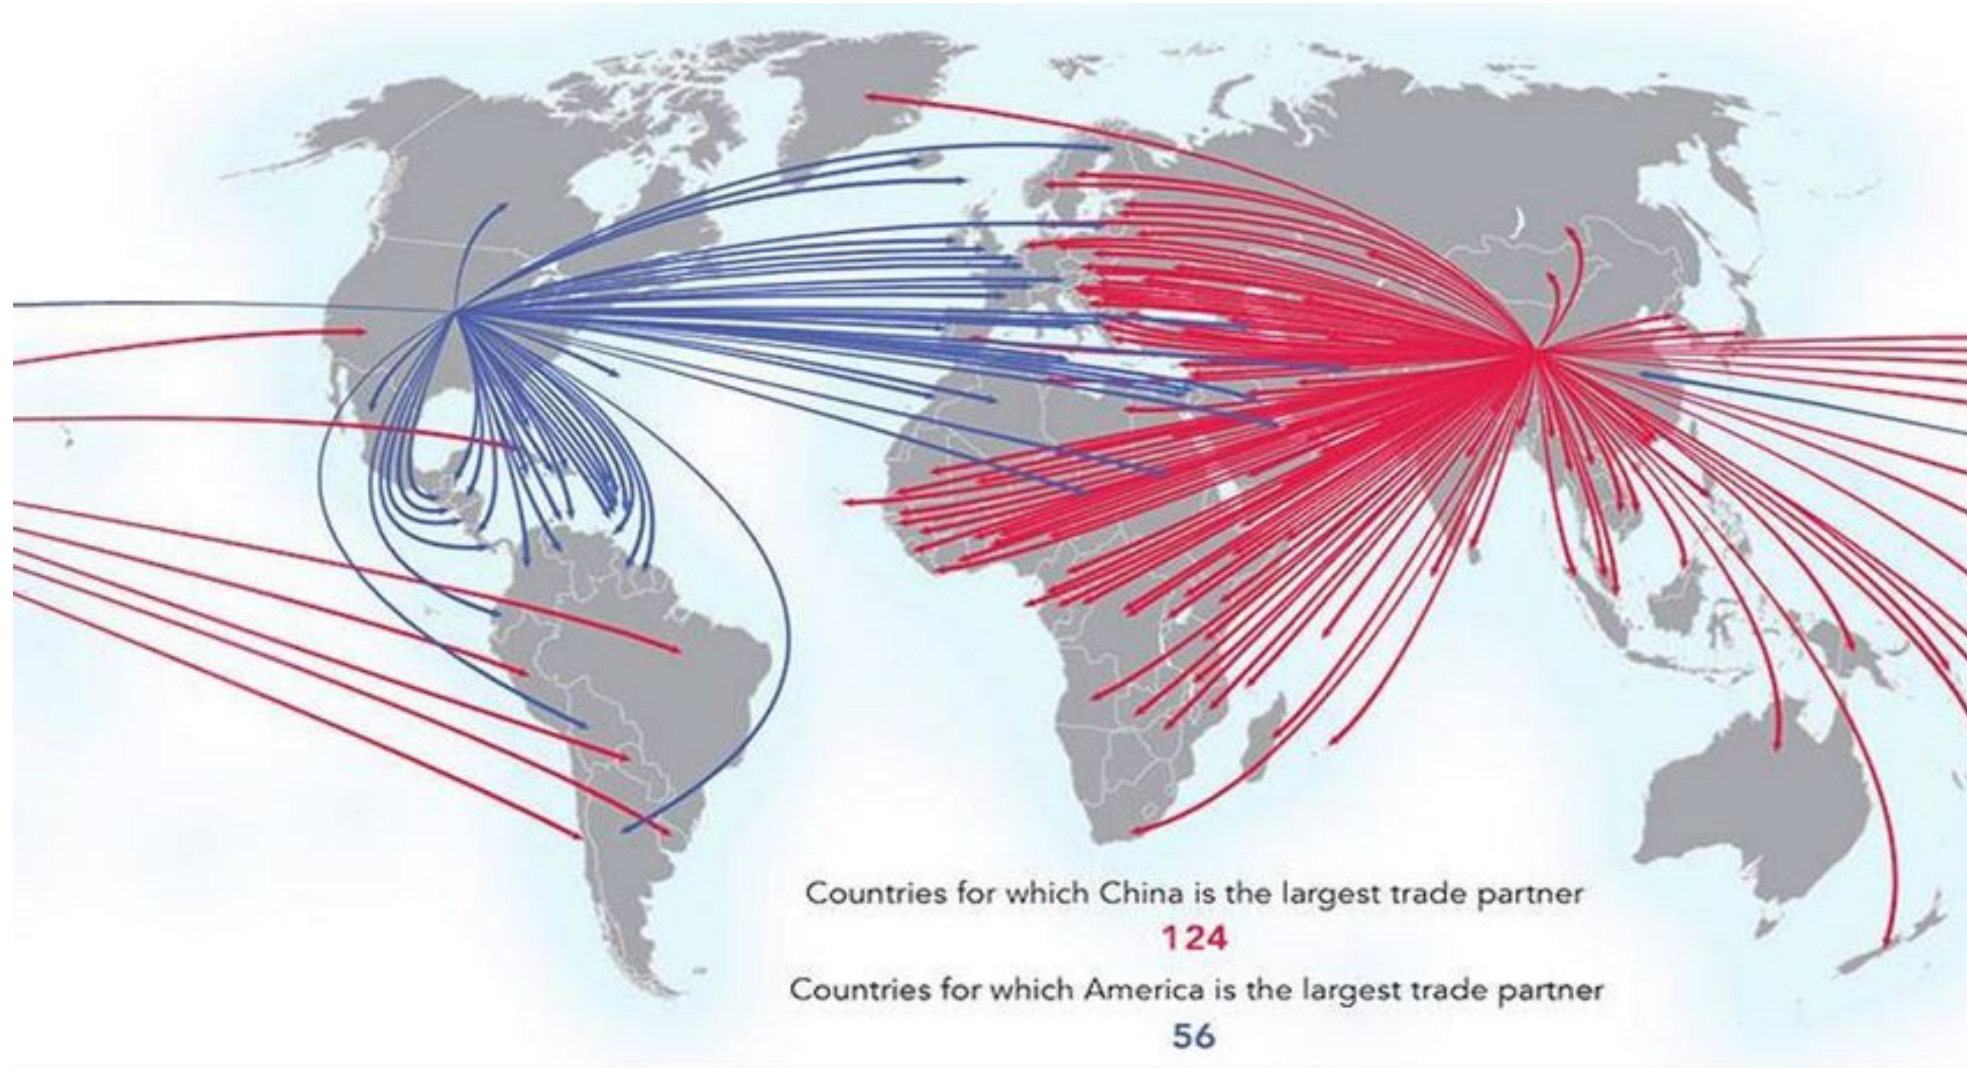 Countries for which China is the largest trade partner
124
Countries for which America is the largest trade partner
56